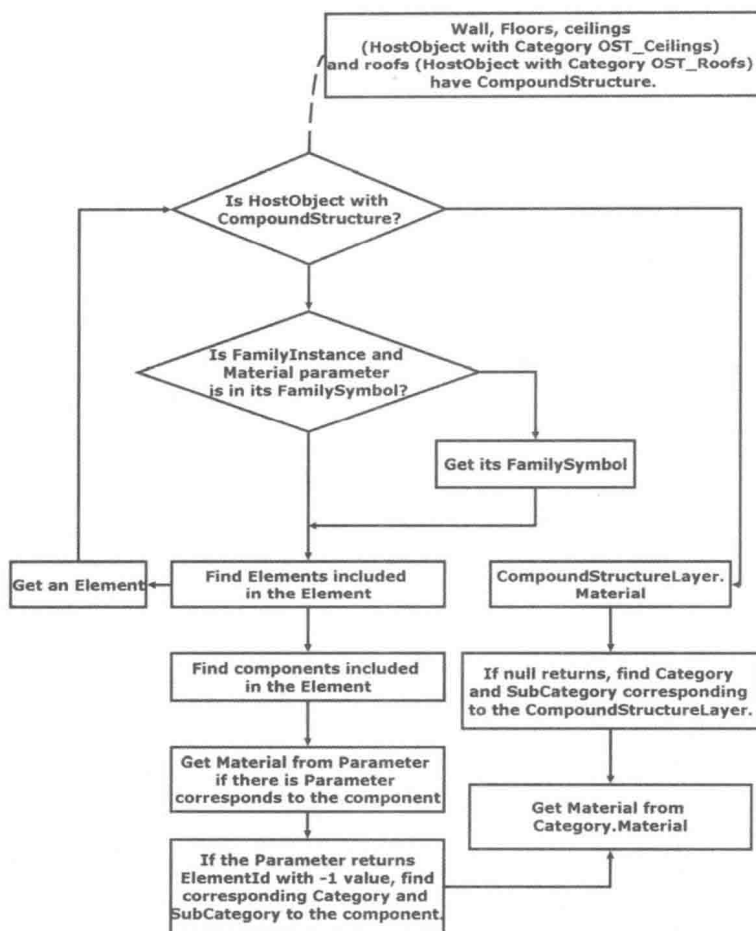 Wall, Floors, ceilings
(HostObject with Category OST_Ceilings)
and roofs (HostObject with Category OST_Roofs)
have CompoundStructure.
Is HostObject with
CompoundStructure?
Is FamilyInstance and
Material parameter
is in its FamilySymbol?
Get its FamilySymbol
Get an Element
Find Elements included
in the Element
CompoundStructureLayer.
Material
Find components included
in the Element
If null returns, find Category
and SubCategory corresponding
to the CompoundStructureLayer.
Get Material from Parameter
if there is Parameter
corresponds to the component
Get Material from
Category.Material
If the Parameter returns
ElementId with -1 value, find
corresponding Category and
SubCategory to the component.